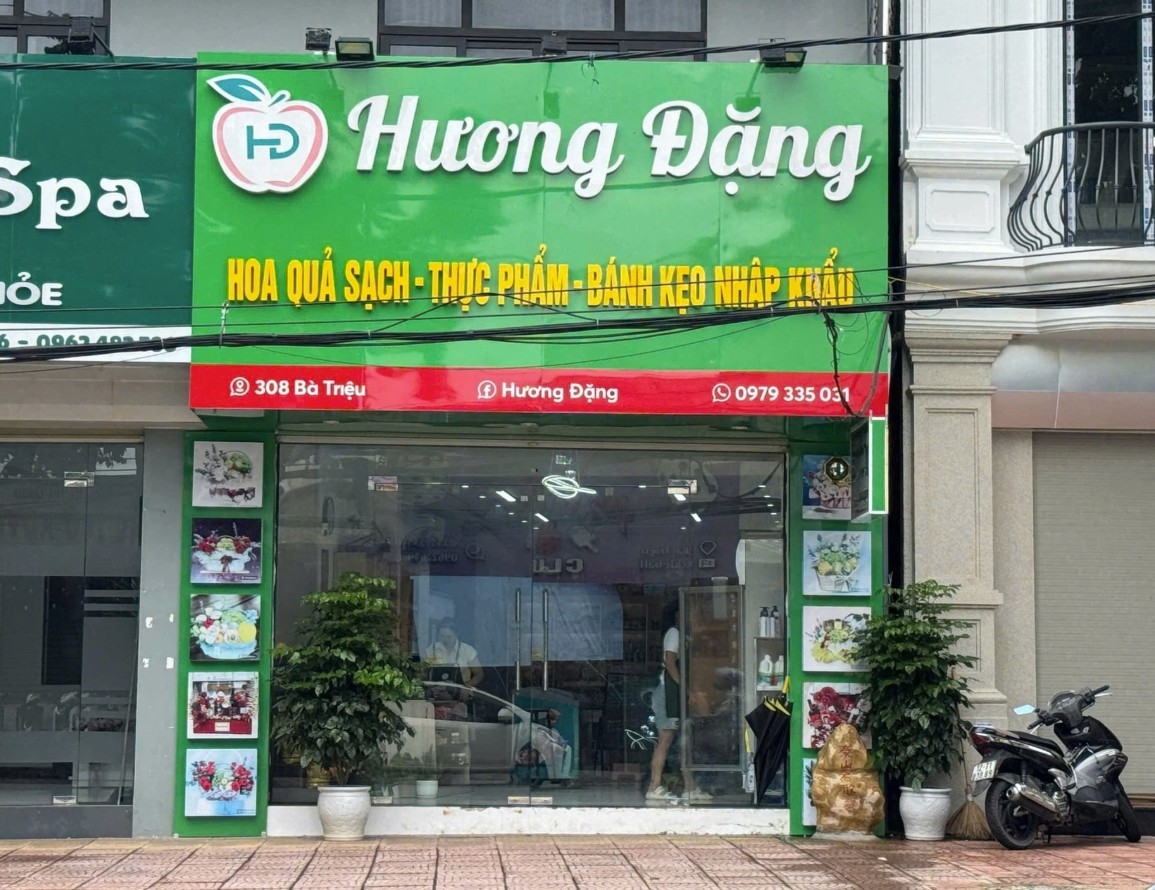 HD
Hương Đặng
HOA QUẢ SẠCH - THỰC PHẨM - BÁNH KẸO NHẬP KHẨU
308 Bà Triệu
Hương Đặng
0979 335 031
Spa